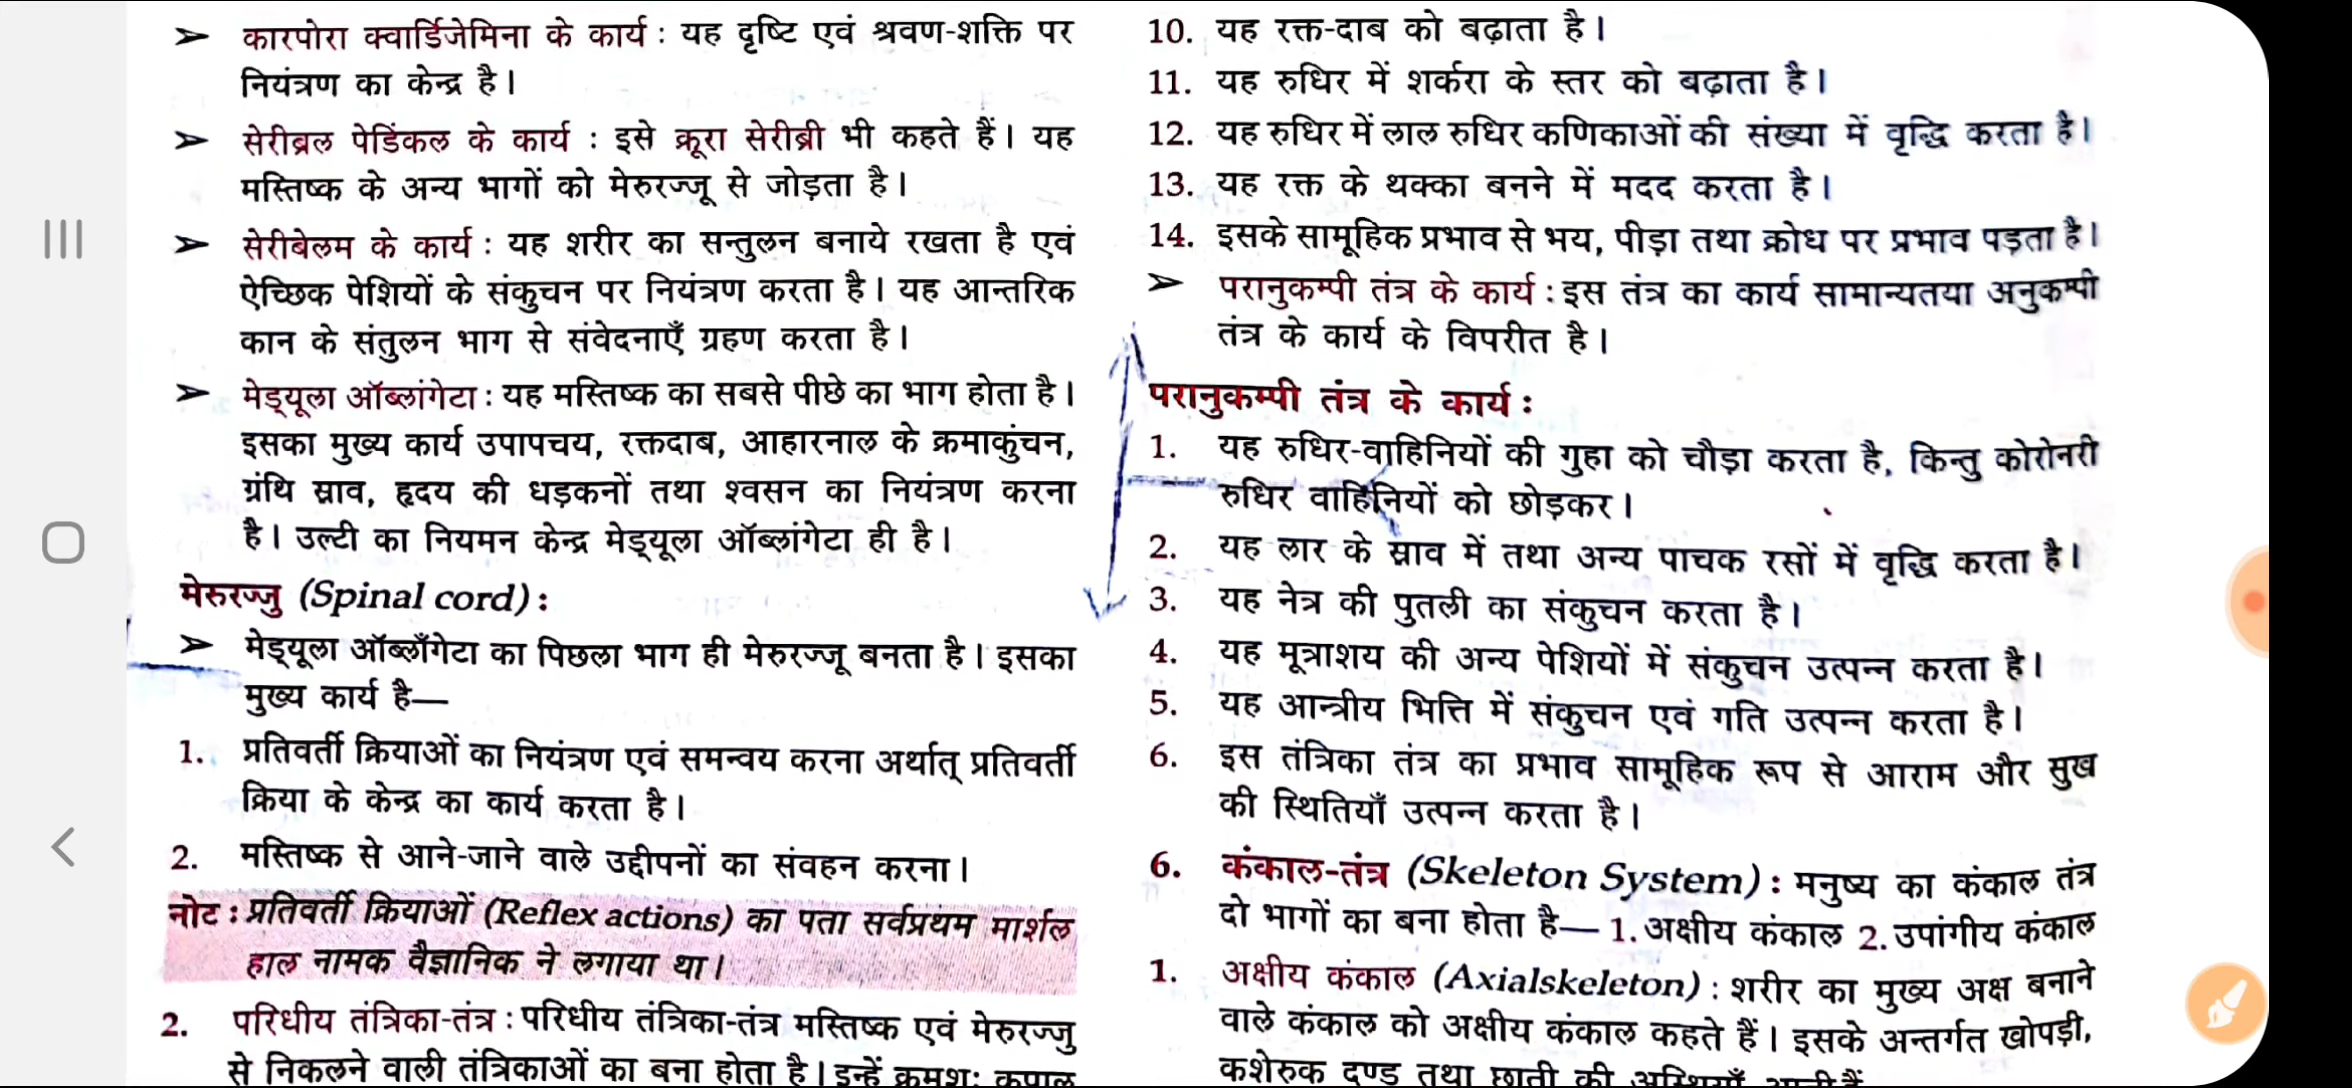 ➢ कारपोरा क्वार्डिजेमिना के कार्य : यह दृष्टि एवं श्रवण-शक्ति पर
नियंत्रण का केन्द्र है।
➢ सेरीब्रल पेडिंकल के कार्य : इसे क्रूरा सेरीब्री भी कहते हैं। यह
मस्तिष्क के अन्य भागों को मेरुरज्जू से जोड़ता है।
➢ सेरीबेलम के कार्य : यह शरीर का सन्तुलन बनाये रखता है एवं
ऐच्छिक पेशियों के संकुचन पर नियंत्रण करता है। यह आन्तरिक
कान के संतुलन भाग से संवेदनाएँ ग्रहण करता है।
➢ मेड्यूला ऑब्लांगेटा : यह मस्तिष्क का सबसे पीछे का भाग होता है।
इसका मुख्य कार्य उपापचय, रक्तदाब, आहारनाल के क्रमाकुंचन,
ग्रंथि स्राव, हृदय की धड़कनों तथा श्वसन का नियंत्रण करना
है। उल्टी का नियमन केन्द्र मेड्यूला ऑब्लांगेटा ही है।
मेरुरज्जु (Spinal cord) :
➢ मेड्यूला ऑब्लाँगेटा का पिछला भाग ही मेरुरज्जू बनता है। इसका
मुख्य कार्य है—
1. प्रतिवर्ती क्रियाओं का नियंत्रण एवं समन्वय करना अर्थात् प्रतिवर्ती
क्रिया के केन्द्र का कार्य करता है।
2. मस्तिष्क से आने-जाने वाले उद्दीपनों का संवहन करना।
नोट : प्रतिवर्ती क्रियाओं (Reflex actions) का पता सर्वप्रथम मार्शल
हाल नामक वैज्ञानिक ने लगाया था।
2. परिधीय तंत्रिका-तंत्र : परिधीय तंत्रिका-तंत्र मस्तिष्क एवं मेरुरज्जु
से निकलने वाली तंत्रिकाओं का बना होता है। इन्हें क्रमश: कपाल
10. यह रक्त-दाब को बढ़ाता है।
11. यह रुधिर में शर्करा के स्तर को बढ़ाता है।
12. यह रुधिर में लाल रुधिर कणिकाओं की संख्या में वृद्धि करता है।
13. यह रक्त के थक्का बनने में मदद करता है।
14. इसके सामूहिक प्रभाव से भय, पीड़ा तथा क्रोध पर प्रभाव पड़ता है।
➢ परानुकम्पी तंत्र के कार्य : इस तंत्र का कार्य सामान्यतया अनुकम्पी
तंत्र के कार्य के विपरीत है।
परानुकम्पी तंत्र के कार्य :
1. यह रुधिर-वाहिनियों की गुहा को चौड़ा करता है, किन्तु कोरोनरी
रुधिर वाहिनियों को छोड़कर।
2. यह लार के स्राव में तथा अन्य पाचक रसों में वृद्धि करता है।
3. यह नेत्र की पुतली का संकुचन करता है।
4. यह मूत्राशय की अन्य पेशियों में संकुचन उत्पन्न करता है।
5. यह आन्त्रीय भित्ति में संकुचन एवं गति उत्पन्न करता है।
6. इस तंत्रिका तंत्र का प्रभाव सामूहिक रूप से आराम और सुख
की स्थितियाँ उत्पन्न करता है।
6. कंकाल-तंत्र (Skeleton System) : मनुष्य का कंकाल तंत्र
दो भागों का बना होता है— 1. अक्षीय कंकाल 2. उपांगीय कंकाल
1. अक्षीय कंकाल (Axialskeleton) : शरीर का मुख्य अक्ष बनाने
वाले कंकाल को अक्षीय कंकाल कहते हैं। इसके अन्तर्गत खोपड़ी,
कशेरुक दण्ड तथा छाती की अस्थियाँ आती हैं